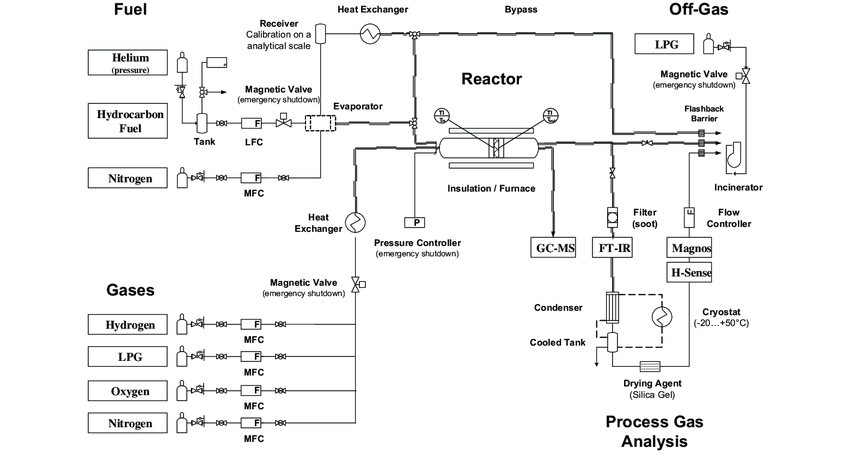 Fuel
Heat Exchanger
Bypass
Off-Gas
Receiver
Calibration on a
analytical scale
LPG
Helium
(pressure)
Reactor
Magnetic Valve
(emergency shutdown)
Magnetic Valve
(emergency shutdown)
Evaporator
Flashback
Barrier
Hydrocarbon
Fuel
F
TI
TI
Tank
LFC
Nitrogen
F
MFC
Insulation / Furnace
Incinerator
Heat
Exchanger
P
Pressure Controller
(emergency shutdown)
Filter
(soot)
F
Flow
Controller
GC-MS
FT-IR
Magnos
H-Sense
Gases
Magnetic Valve
(emergency shutdown)
Condenser
Cryostat
(-20...+50°C)
Hydrogen
F
MFC
Cooled Tank
LPG
F
MFC
Drying Agent
(Silica Gel)
Oxygen
F
MFC
Nitrogen
F
MFC
Process Gas
Analysis